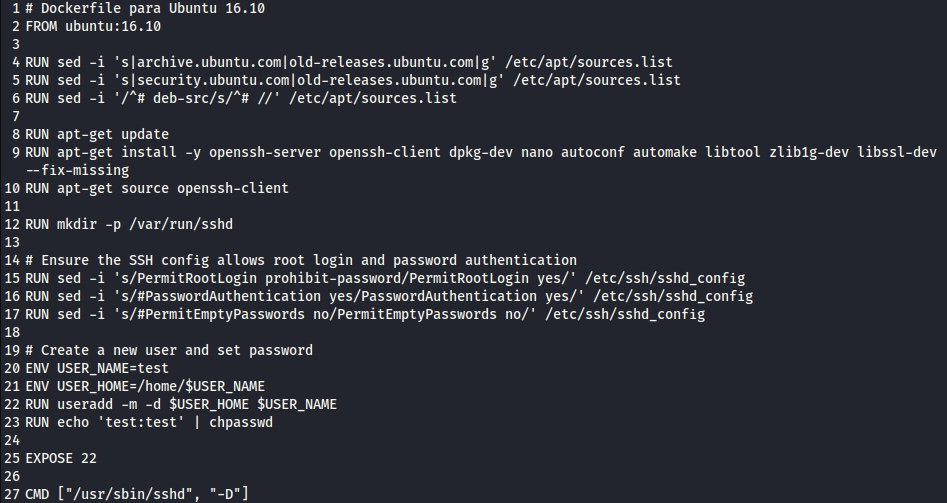 1 # Dockerfile para Ubuntu 16.10
2 FROM ubuntu:16.10
3
4 RUN sed -i 's|archive.ubuntu.com|old-releases.ubuntu.com|g' /etc/apt/sources.list
5 RUN sed -i 's|security.ubuntu.com|old-releases.ubuntu.com|g' /etc/apt/sources.list
6 RUN sed -i '/^# deb-src/s/^# //' /etc/apt/sources.list
7
8 RUN apt-get update
9 RUN apt-get install -y openssh-server openssh-client dpkg-dev nano autoconf automake libtool zlib1g-dev libssl-dev
--fix-missing
10 RUN apt-get source openssh-client
11
12 RUN mkdir -p /var/run/sshd
13
14 # Ensure the SSH config allows root login and password authentication
15 RUN sed -i 's/PermitRootLogin prohibit-password/PermitRootLogin yes/' /etc/ssh/sshd_config
16 RUN sed -i 's/#PasswordAuthentication yes/PasswordAuthentication yes/' /etc/ssh/sshd_config
17 RUN sed -i 's/#PermitEmptyPasswords no/PermitEmptyPasswords no/' /etc/ssh/sshd_config
18
19 # Create a new user and set password
20 ENV USER_NAME=test
21 ENV USER_HOME=/home/$USER_NAME
22 RUN useradd -m -d $USER_HOME $USER_NAME
23 RUN echo 'test:test' | chpasswd
24
25 EXPOSE 22
26
27 CMD ["/usr/sbin/sshd", "-D"]